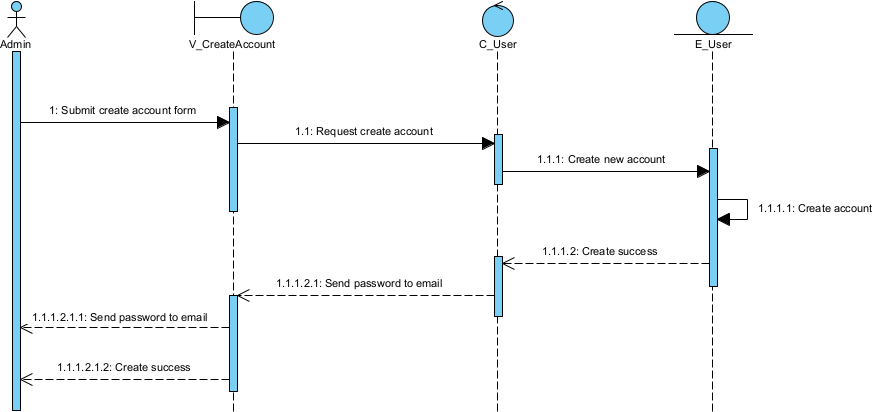 Admin
V_CreateAccount
C_User
E_User
1: Submit create account form
1.1: Request create account
1.1.1: Create new account
1.1.1.1: Create account
1.1.1.2: Create success
1.1.1.2.1: Send password to email
1.1.1.2.1.1: Send password to email
1.1.1.2.1.2: Create success